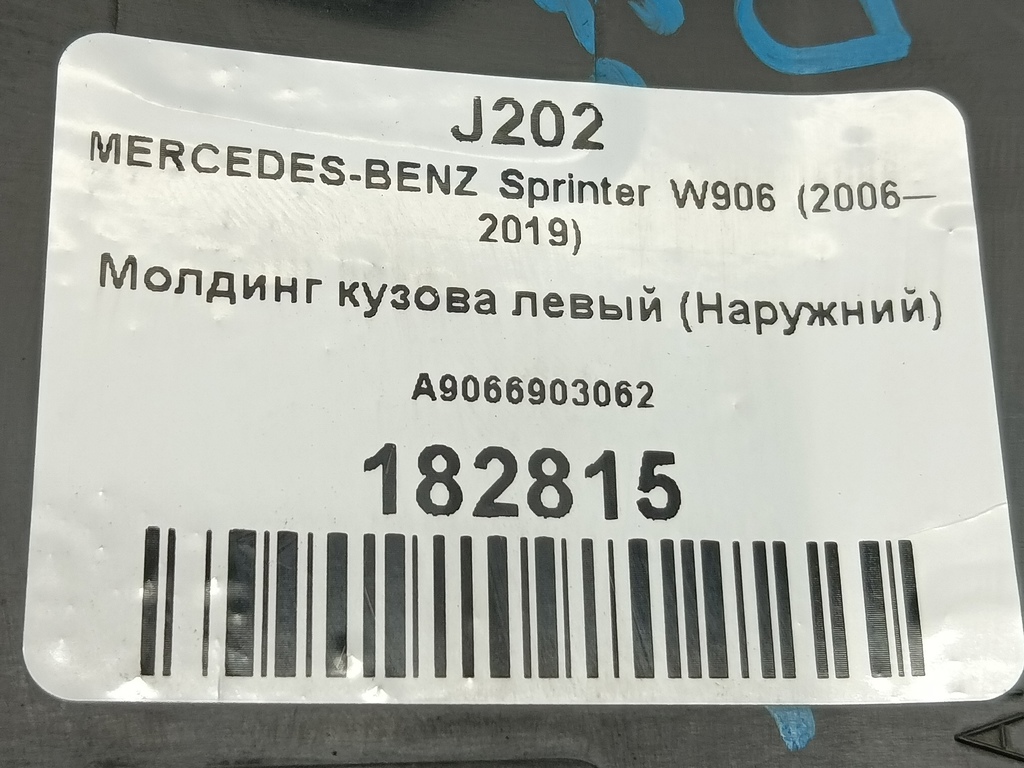 J202
MERCEDES-BENZ Sprinter W906 (2006—
2019)
Молдинг кузова левый (Наружний)
A9066903062
182815